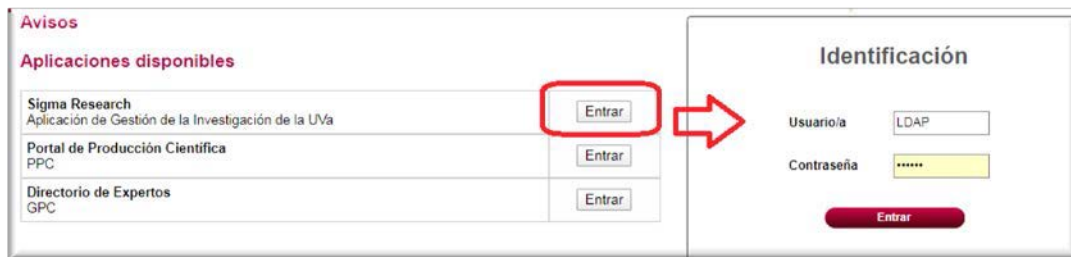 Avisos
Aplicaciones disponibles
Sigma Research
Aplicación de Gestión de la Investigación de la UVa
Entrar
Portal de Producción Científica
PPC
Entrar
Directorio de Expertos
GPC
Entrar
Identificación
Usuario/a LDAP
Contraseña ••••••
Entrar